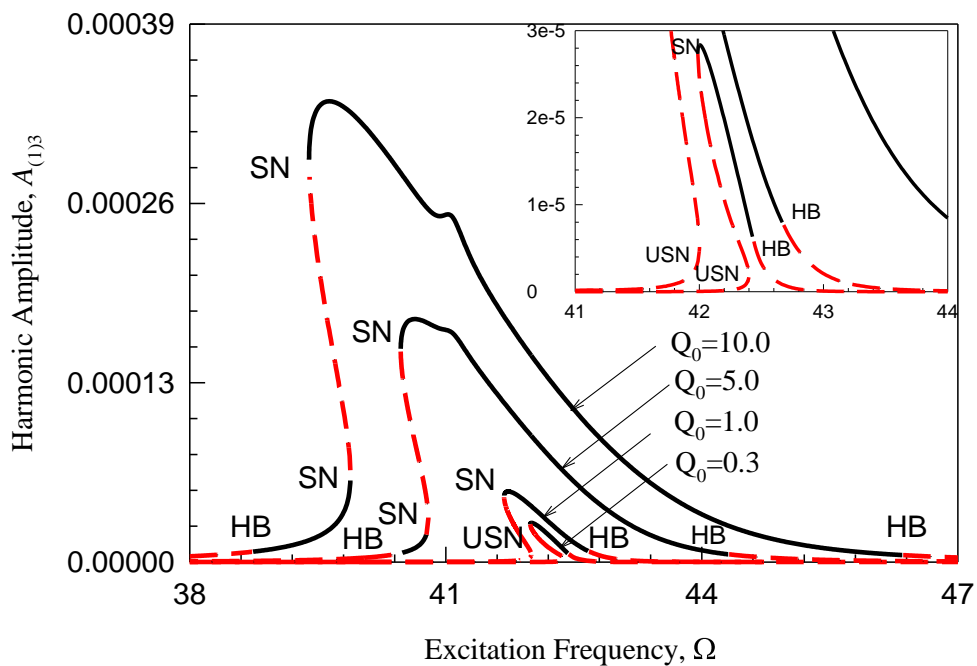 0.00039
0.00026
0.00013
0.00000
Harmonic Amplitude, A(1)3
38
41
44
47
Excitation Frequency, Ω
SN
SN
SN
SN
SN
HB
HB
USN
HB
HB
HB
Q0=10.0
Q0=5.0
Q0=1.0
Q0=0.3
3e-5
2e-5
1e-5
0
41
42
43
44
SN
USN
USN
HB
HB